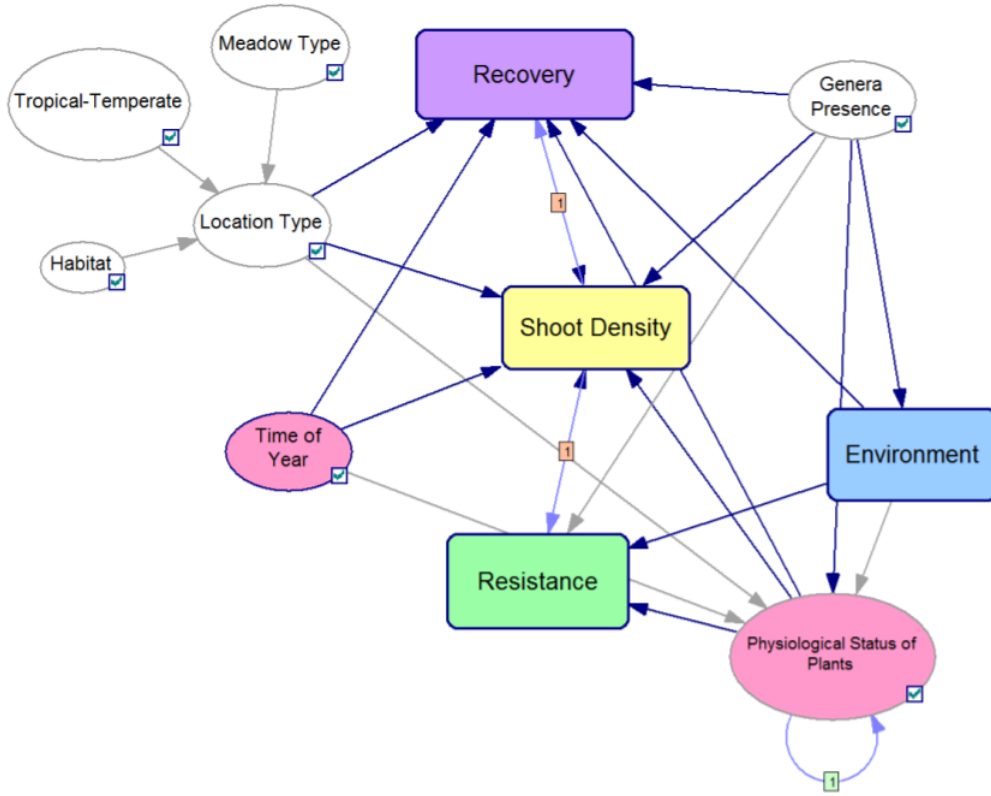 Meadow Type
Recovery
Tropical-Temperate
Genera
Presence
1
Location Type
Habitat
Shoot Density
Time of
Year
1
Environment
Resistance
Physiological Status of
Plants
1